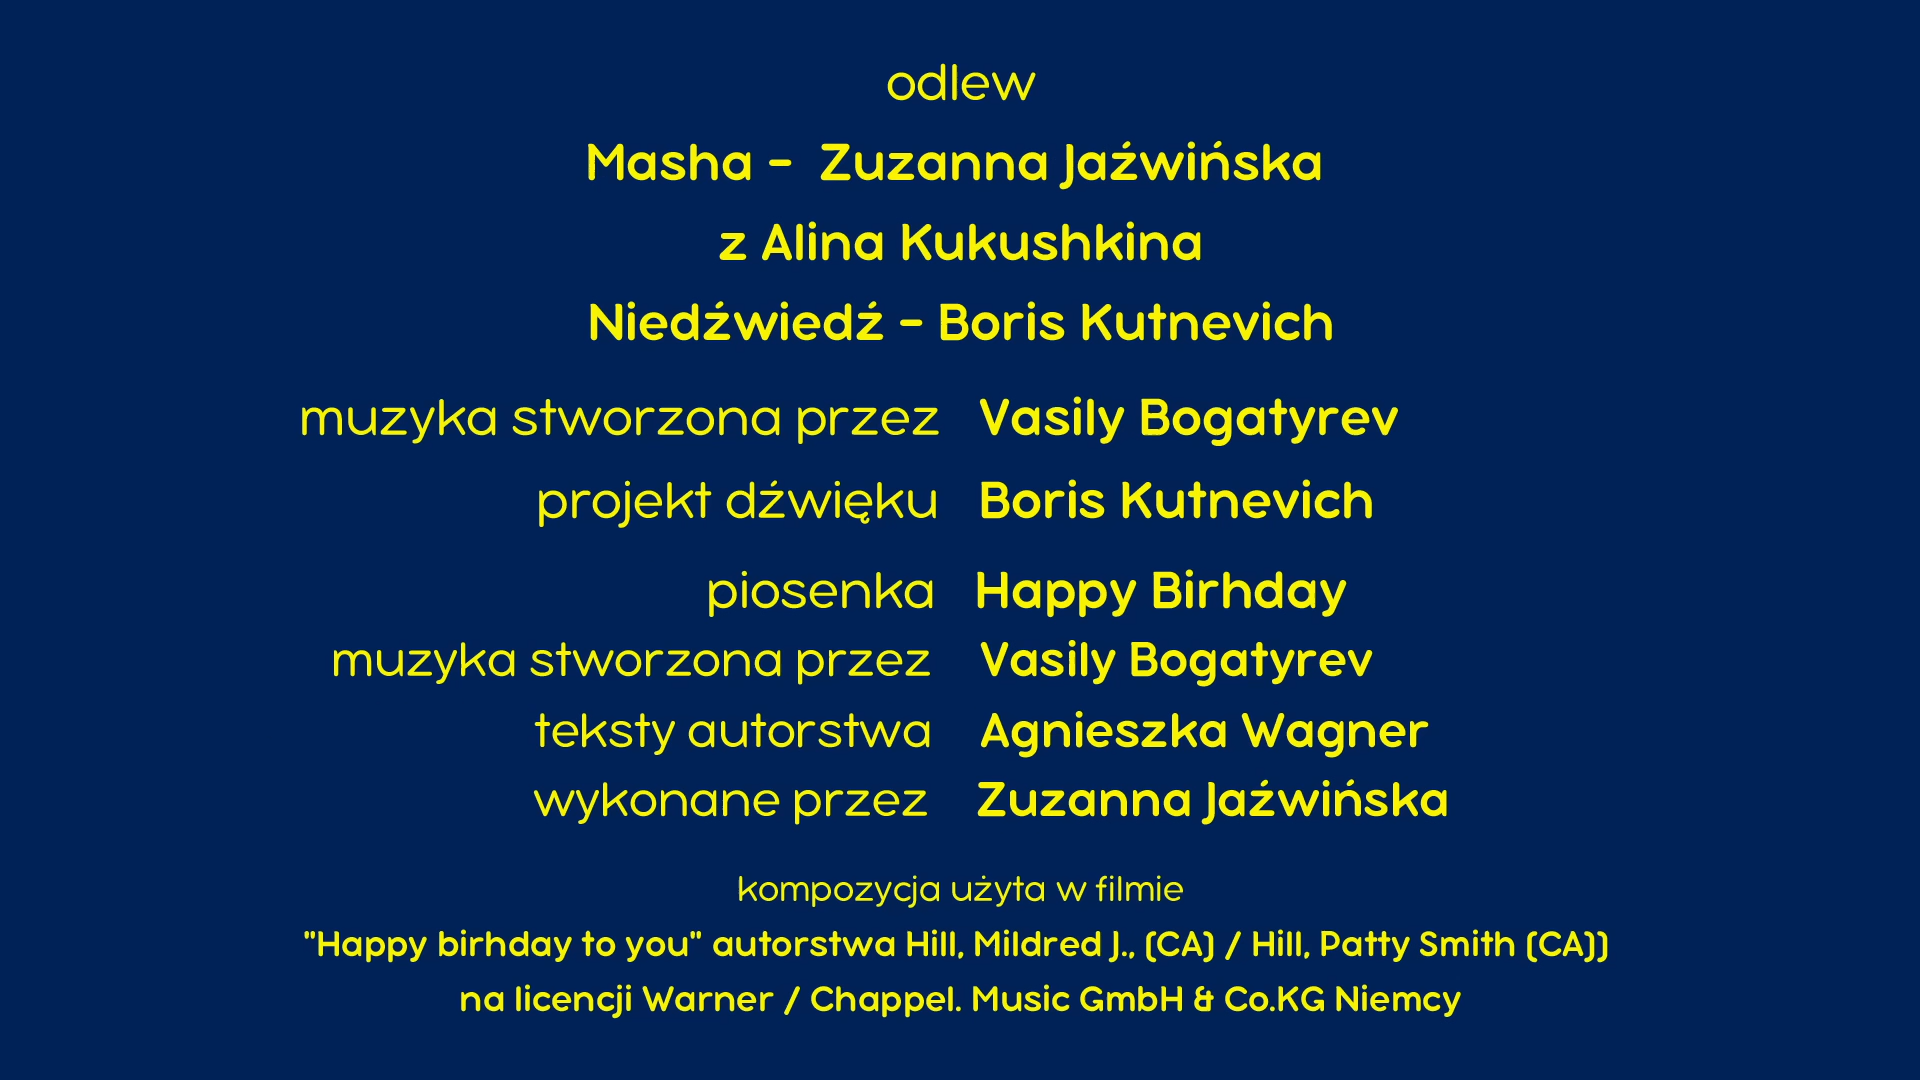 odlew
Masha - Zuzanna Jaźwińska
z Alina Kukushkina
Niedźwiedź - Boris Kutnevich
muzyka stworzona przez Vasily Bogatyrev
projekt dźwięku Boris Kutnevich
piosenka Happy Birhday
muzyka stworzona przez Vasily Bogatyrev
teksty autorstwa Agnieszka Wagner
wykonane przez Zuzanna Jaźwińska
kompozycja użyta w filmie
"Happy birhday to you" autorstwa Hill, Mildred J., (CA) / Hill, Patty Smith (CA))
na licencji Warner / Chappel. Music GmbH & Co.KG Niemcy